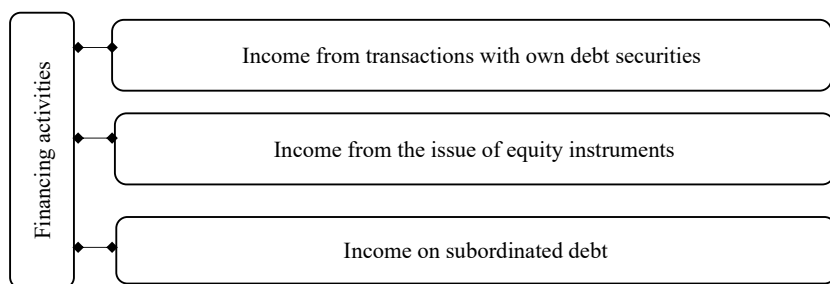 Financing activities
Income from transactions with own debt securities
Income from the issue of equity instruments
Income on subordinated debt